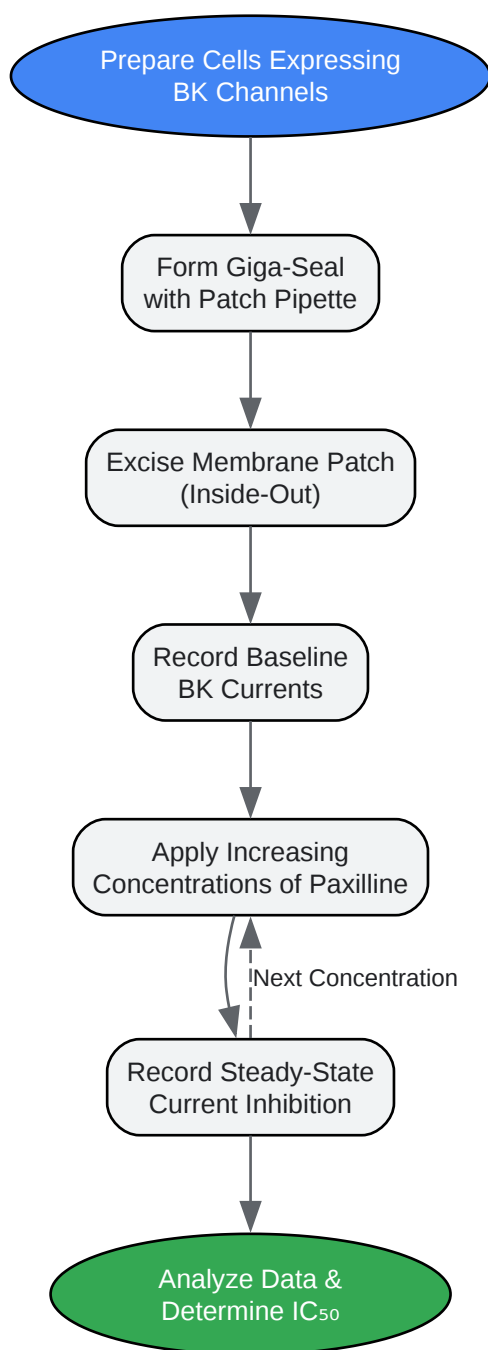 Prepare Cells Expressing
BK Channels
Form Giga-Seal
with Patch Pipette
Excise Membrane Patch
(Inside-Out)
Record Baseline
BK Currents
Apply Increasing
Concentrations of Paxilline
Next Concentration
Record Steady-State
Current Inhibition
Analyze Data &
Determine IC₅₀